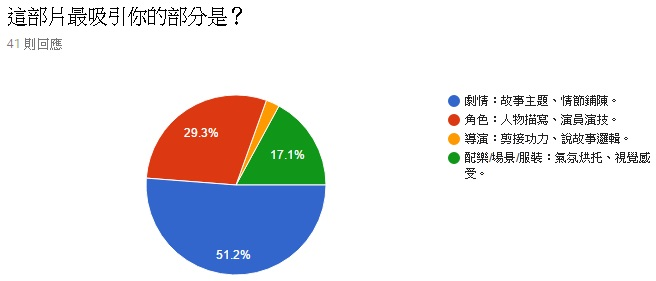 這部片最吸引你的部分是？
41 則回應
29.3%
17.1%
51.2%
劇情：故事主題、情節鋪陳。
角色：人物描寫、演員演技。
導演：剪接功力、說故事邏輯。
配樂/場景/服裝：氣氛烘托、視覺感
受。